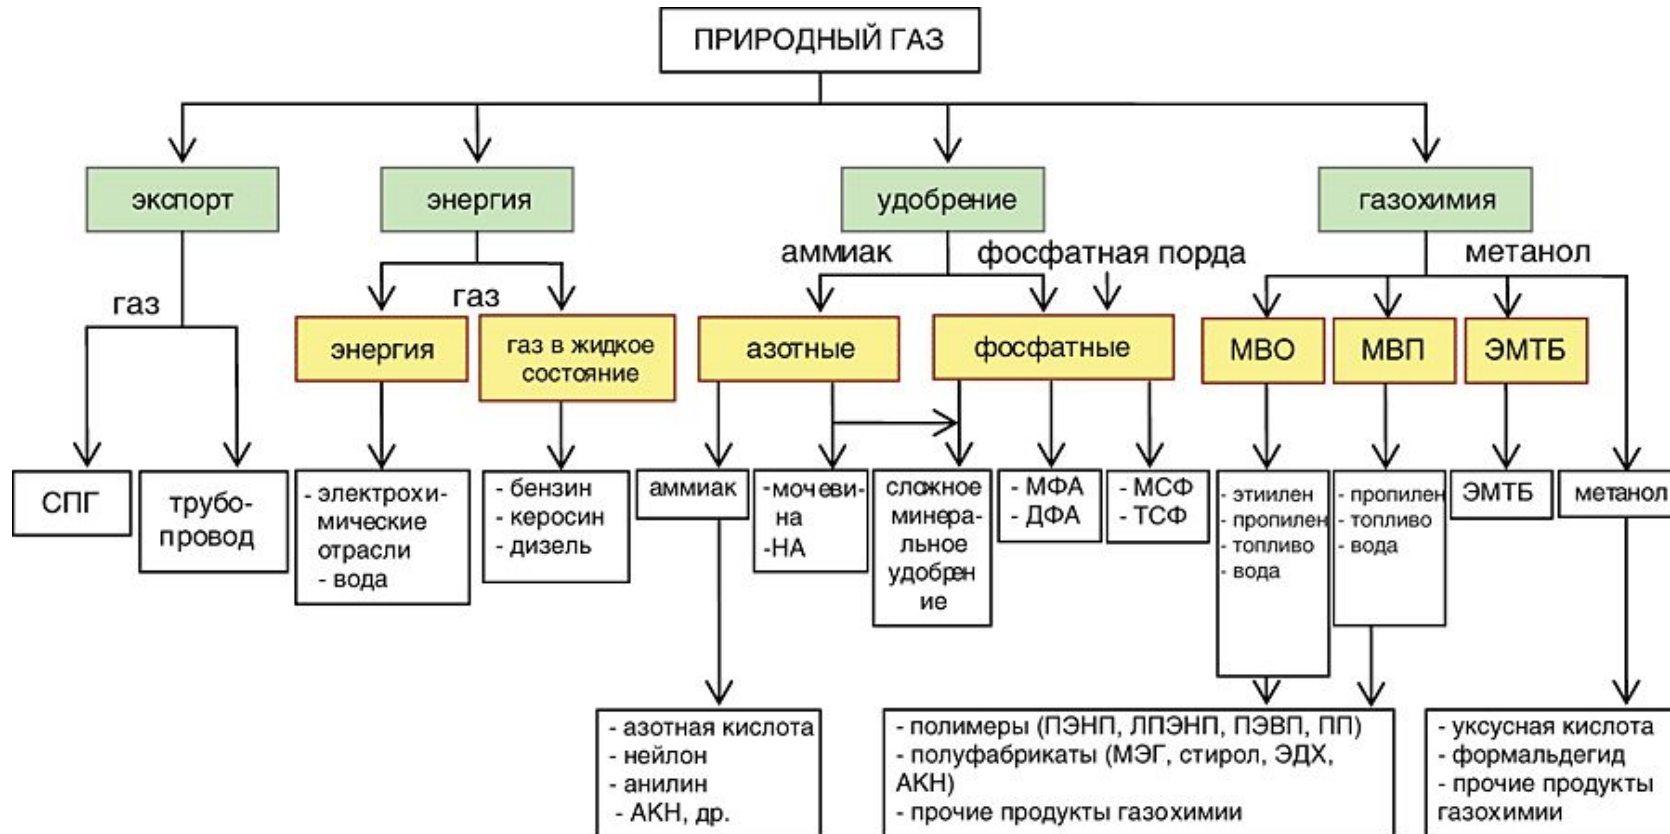 ПРИРОДНЫЙ ГАЗ
экспорт
энергия
удобрение
газохимия
аммиак
фосфатная порда
метанол
газ
газ
энергия
газ в жидкое
состояние
азотные
фосфатные
МВО
МВП
ЭМТБ
СПГ
трубо-
провод
- электрохи-
мические
отрасли
- вода
- бензин
- керосин
- дизель
аммиак
-мочеви-
на
-НА
сложное
минера-
льное
удобрен
ие
- МФА
- ДФА
- МСФ
- ТСФ
- этиилен
- пропилен
- топливо
- вода
- пропилен
- топливо
- вода
ЭМТБ
метанол
- азотная кислота
- нейлон
- анилин
- АКН, др.
- полимеры (ПЭНП, ЛПЭНП, ПЭВП, ПП)
- полуфабрикаты (МЭГ, стирол, ЭДХ,
АКН)
- прочие продукты газохимии
- уксусная кислота
- формальдегид
- прочие продукты
газохимии